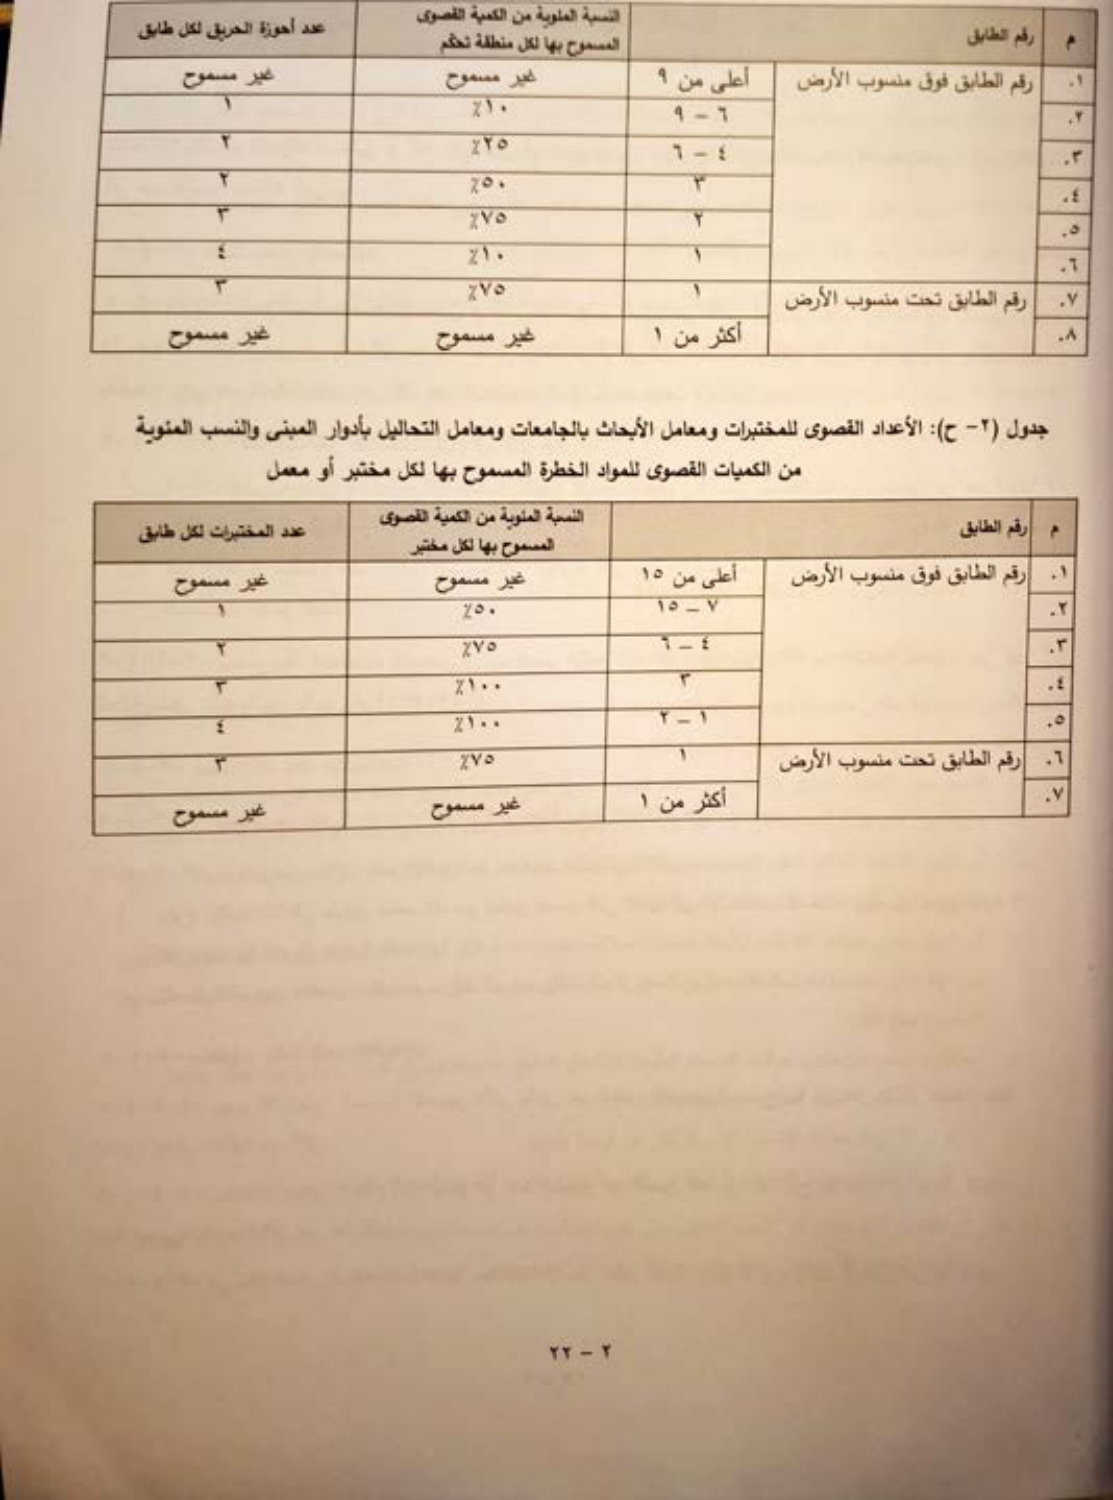 م رقم الطابق النسبة المئوية من الكمية القصوى المسموح بها لكل منطقة تحكم عدد أحوزة الحريق لكل طابق
١. رقم الطابق فوق منسوب الأرض أعلى من ٩ غير مسموح غير مسموح
٢. ٦ – ٩ ١٠٪ ١
٣. ٤ – ٦ ٢٥٪ ٢
٤. ٣ ٥٠٪ ٢
٥. ٢ ٧٥٪ ٣
٦. ١ ١٠٪ ٤
٧. رقم الطابق تحت منسوب الأرض ١ ٧٥٪ ٣
٨. أكثر من ١ غير مسموح غير مسموح
جدول (٢- ح): الأعداد القصوى للمختبرات ومعامل الأبحاث بالجامعات ومعامل التحاليل بأدوار المبنى والنسب المئوية
من الكميات القصوى للمواد الخطرة المسموح بها لكل مختبر أو معمل
م رقم الطابق النسبة المئوية من الكمية القصوى المسموح بها لكل مختبر عدد المختبرات لكل طابق
١. رقم الطابق فوق منسوب الأرض أعلى من ١٥ غير مسموح غير مسموح
٢. ٧ – ١٥ ٥٠٪ ١
٣. ٤ – ٦ ٧٥٪ ٢
٤. ٣ ١٠٠٪ ٣
٥. ١ – ٢ ١٠٠٪ ٤
٦. رقم الطابق تحت منسوب الأرض ١ ٧٥٪ ٣
٧. أكثر من ١ غير مسموح غير مسموح
٢ – ٢٢